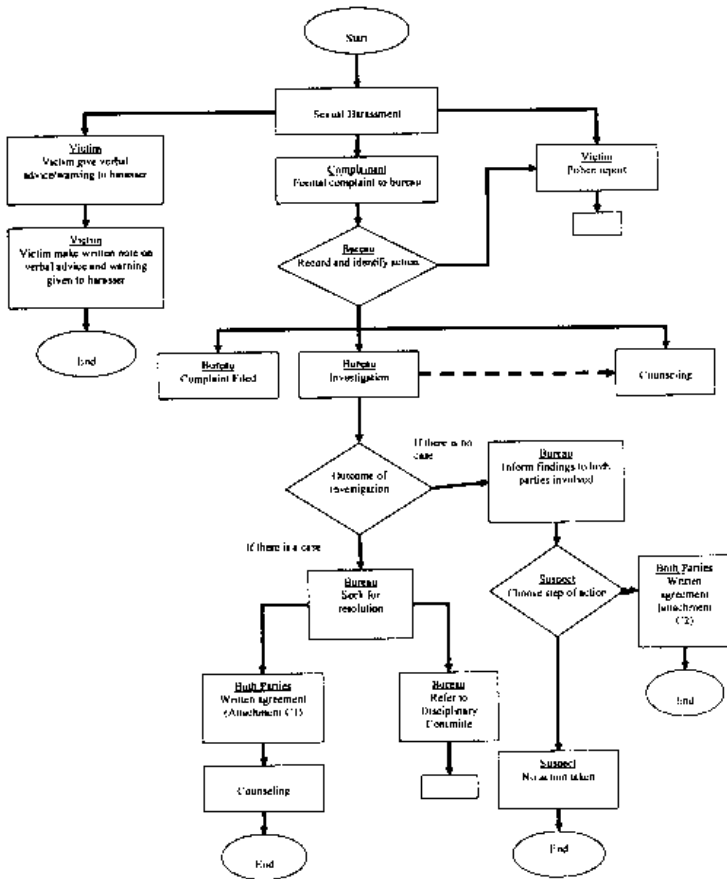 Start
Sexual Harassment
Victim
Victim give verbal
advice/warning to harasser
Complainant
Formal complaint to bureau
Victim
Police report
Victim
Victim make written note on
verbal advice and warning
given to harasser
Bureau
Record and identify action
End
Bureau
Complaint Filed
Bureau
Investigation
Counseling
If there is no
case
Outcome of
investigation
Bureau
Inform findings to both
parties involved
If there is a case
Bureau
Seek for
resolution
Suspect
Choose step of action
Both Parties
Written
agreement
(attachment
C2)
Both Parties
Written agreement
(Attachment C1)
Bureau
Refer to
Disciplinary
Committe
End
Counseling
Suspect
No action taken
End
End